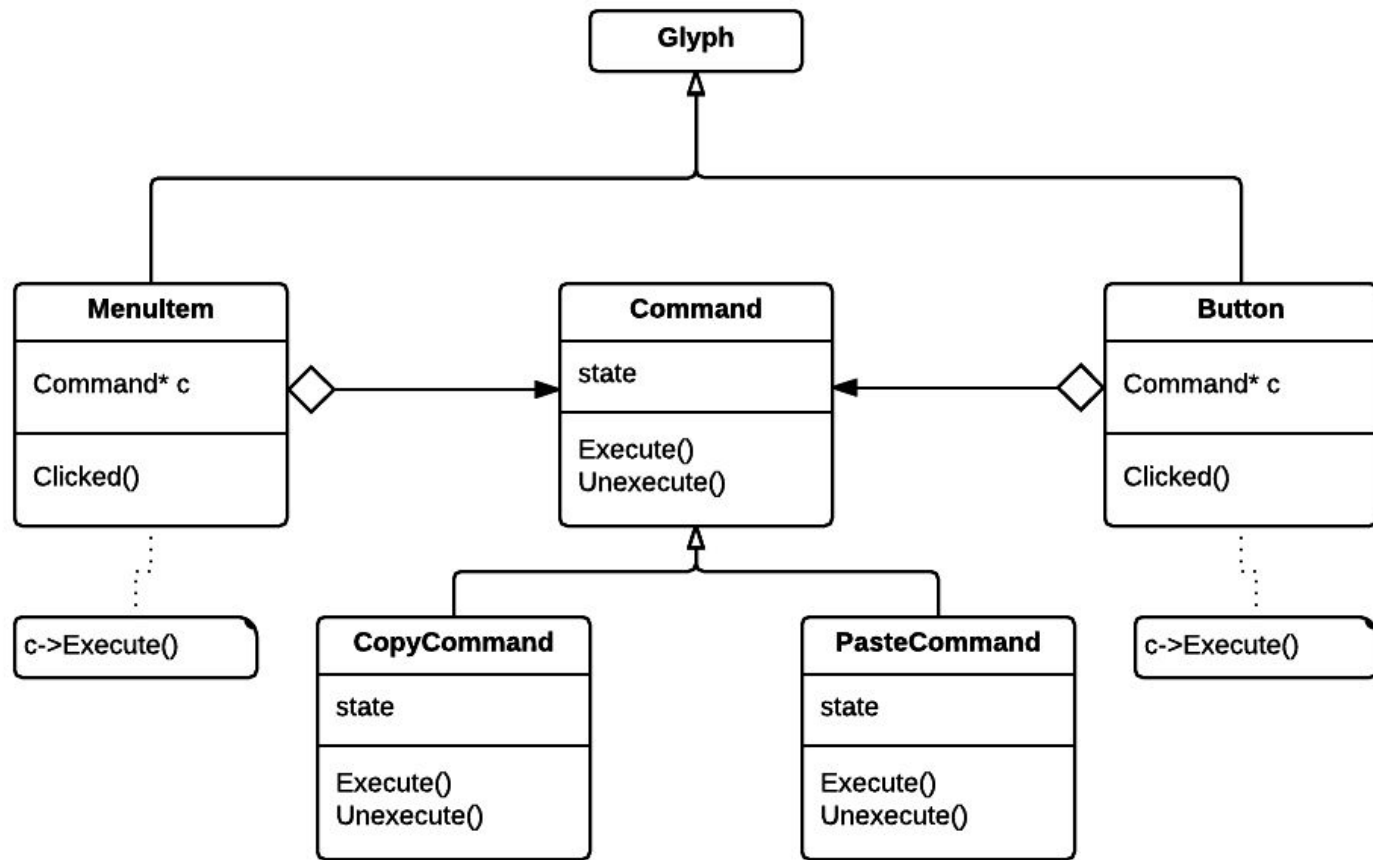 Glyph
MenuItem
Command* c
Clicked()
c->Execute()
Command
state
Execute()
Unexecute()
Button
Command* c
Clicked()
c->Execute()
CopyCommand
state
Execute()
Unexecute()
PasteCommand
state
Execute()
Unexecute()